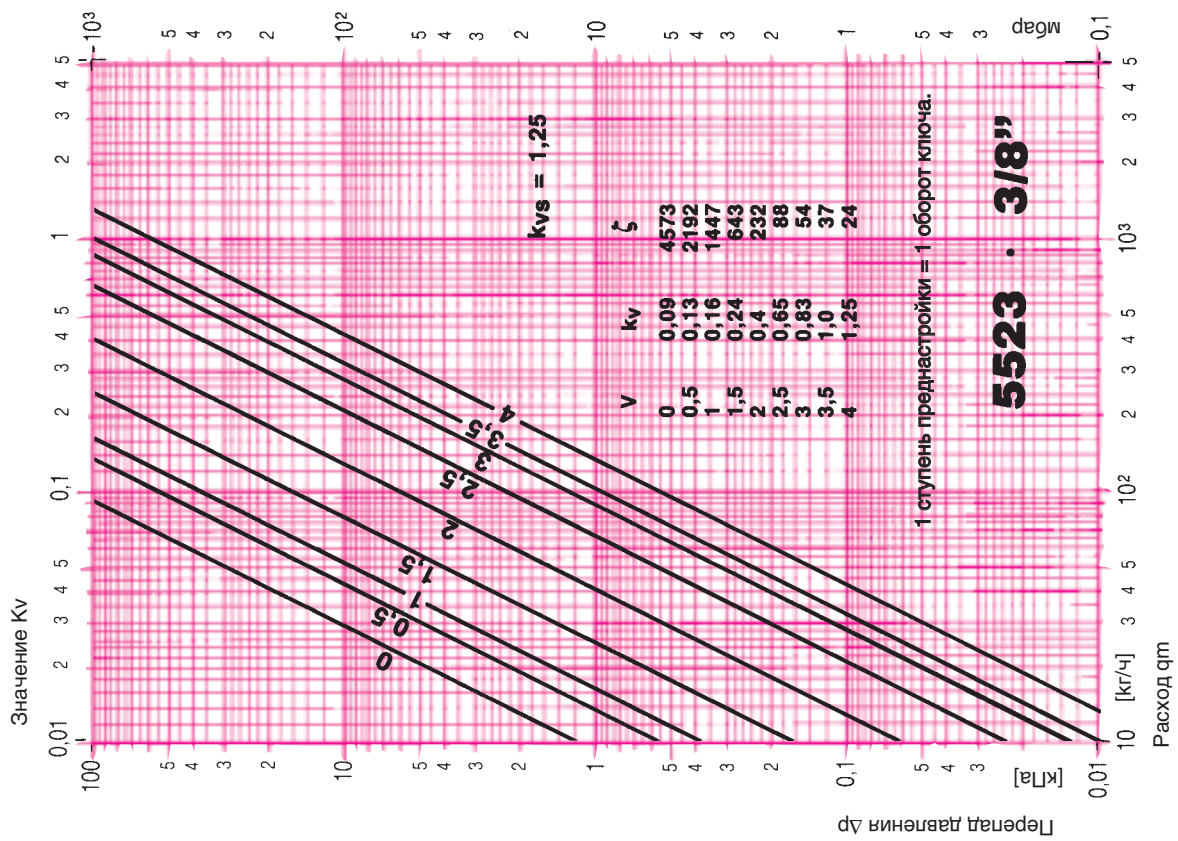 Значение Kv
0,01 2 3 4 5 0,1 2 3 4 5 1 2 3 4 5
100 5 4 3 2 10 5 4 3 2 1 5 4 3 2 0,1 5 4 3 [кПа] 0,01
Перепад давления Δp
10³ 5 4 3 2 10² 5 4 3 2 10 5 4 3 2 1 5 4 3 мбар 0,1
0
0,5
1
1,5
2
2,5
3
3,5
4
kvs = 1,25
V kv ζ
0 0,09 4573
0,5 0,13 2192
1 0,16 1447
1,5 0,24 643
2 0,4 232
2,5 0,65 88
3 0,83 54
3,5 1,0 37
4 1,25 24
1 ступень преднастройки = 1 оборот ключа.
5523 · 3/8”
10 [кг/ч] 2 3 4 5 10² 2 3 4 5 10³ 2 3 4 5
Расход qm